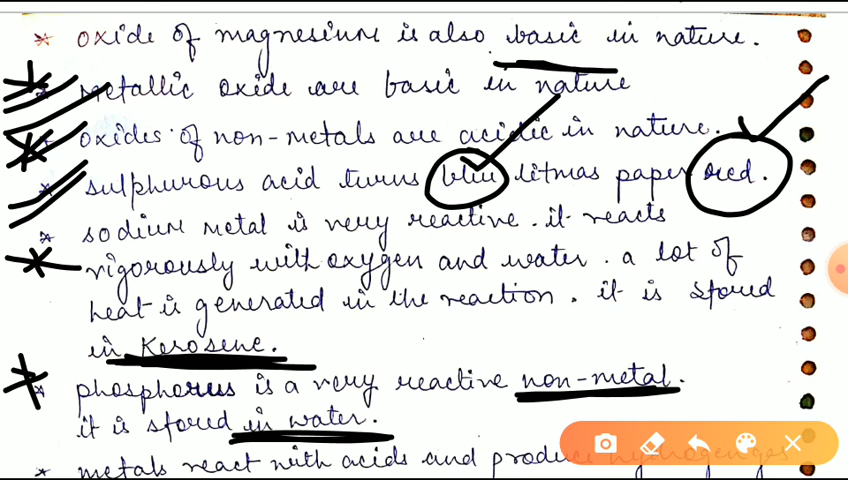 * oxide of magnesium is also basic in nature.
* Metallic oxide are basic in nature
* oxides of non-metals are acidic in nature.
* sulphurous acid turns blue litmas paper red.
* sodium metal is very reactive. it reacts
vigorously with oxygen and water. a lot of
heat is generated in the reaction. it is stored
in Kerosene.
* phosphorus is a very reactive non-metal.
it is stored in water.
* metals react with acids and produce hydrogen gas